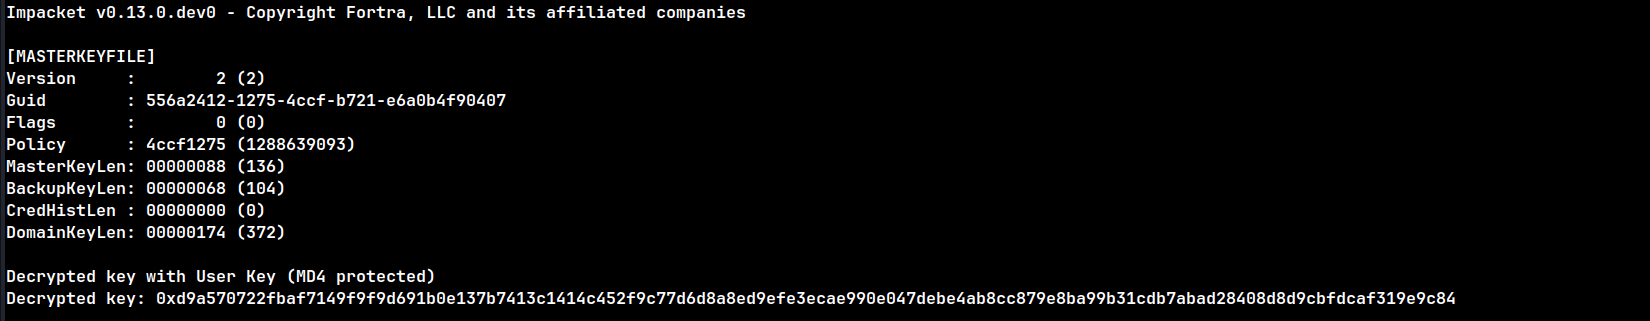 Impacket v0.13.0.dev0 - Copyright Fortra, LLC and its affiliated companies
[MASTERKEYFILE]
Version     :        2 (2)
Guid        : 556a2412-1275-4ccf-b721-e6a0b4f90407
Flags       :        0 (0)
Policy      : 4ccf1275 (1288639093)
MasterKeyLen: 00000088 (136)
BackupKeyLen: 00000068 (104)
CredHistLen : 00000000 (0)
DomainKeyLen: 00000174 (372)
Decrypted key with User Key (MD4 protected)
Decrypted key: 0xd9a570722fbaf7149f9f9d691b0e137b7413c1414c452f9c77d6d8a8ed9efe3ecae990e047debe4ab8cc879e8ba99b31cdb7abad28408d8d9cbfdcaf319e9c84